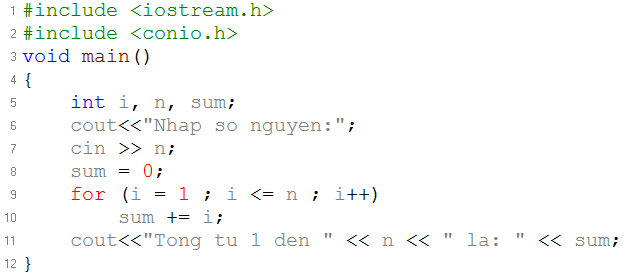 1 #include <iostream.h>
2 #include <conio.h>
3 void main()
4 {
5 int i, n, sum;
6 cout<<"Nhap so nguyen:";
7 cin >> n;
8 sum = 0;
9 for (i = 1 ; i <= n ; i++)
10 sum += i;
11 cout<<"Tong tu 1 den " << n << " la: " << sum;
12 }